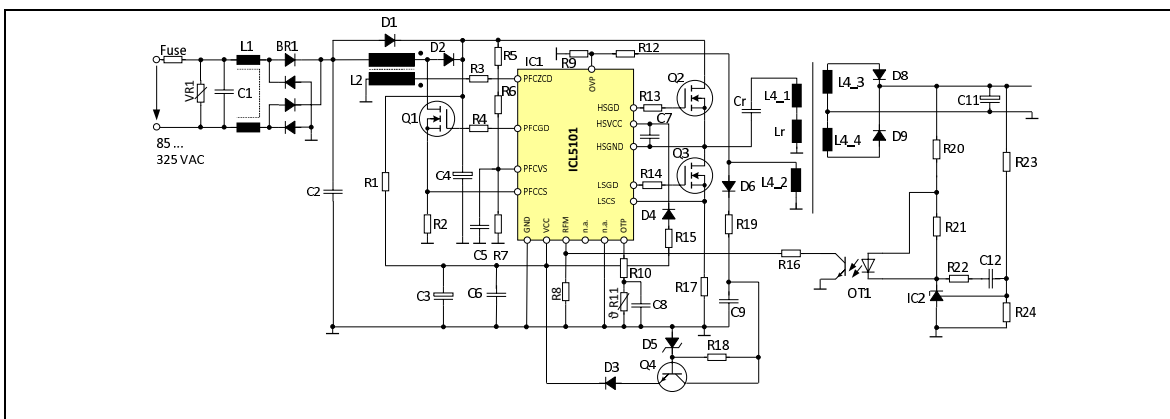 Fuse
VR1
C1
L1
BR1
85 ...
325 VAC
D1
L2
D2
R3
Q1
R4
R1
R2
C2
C3
C4
C5
R7
C6
R5
R6
IC1
ICL5101
PFCZCD
PFCGD
PFCVS
PFCCS
GND
VCC
RFM
n.a.
n.a.
OTP
OVP
HSGD
HSVCC
HSGND
LSGD
LSCS
R9
R12
R13
C7
Q2
Q3
R14
D4
R15
R10
R8
ϑ R11
C8
R17
D6
R19
C9
D5
R18
Q4
D3
Cr
L4_1
Lr
L4_2
L4_3
L4_4
D8
D9
C11
R20
R23
R21
R22
C12
R16
OT1
IC2
R24